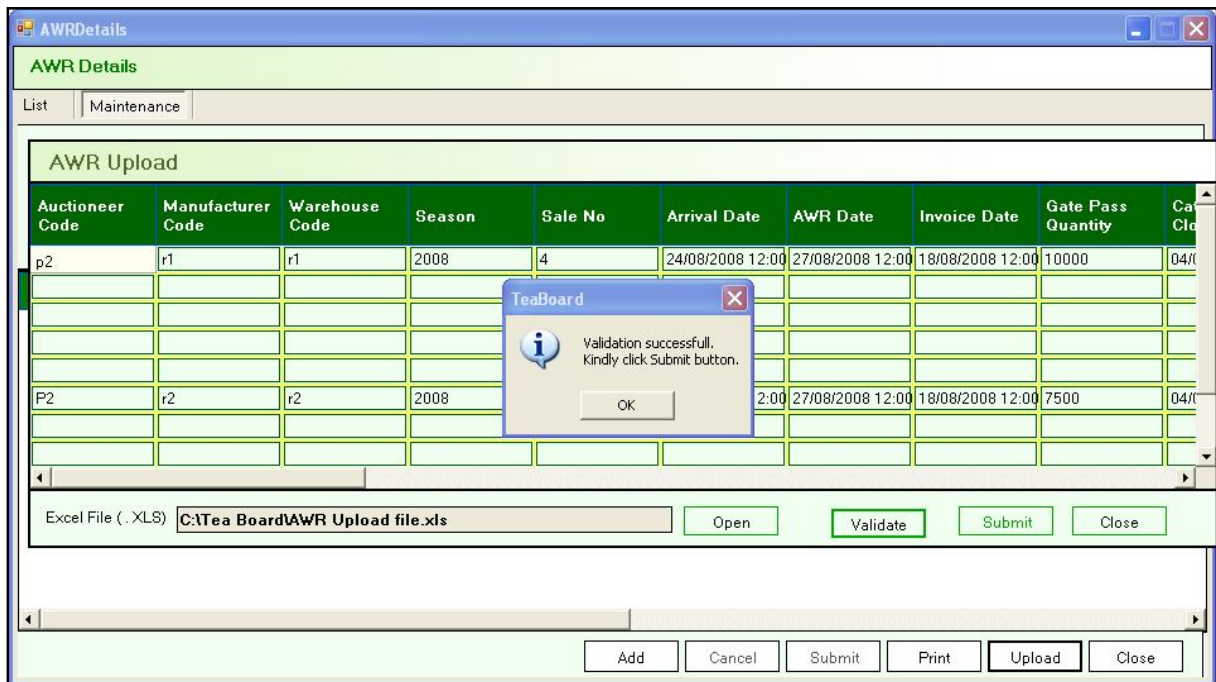 AWRDetails
AWR Details
List Maintenance
AWR Upload
Auctioneer Code Manufacturer Code Warehouse Code Season Sale No Arrival Date AWR Date Invoice Date Gate Pass Quantity
p2 r1 r1 2008 4 24/08/2008 12:00 27/08/2008 12:00 18/08/2008 12:00 10000
TeaBoard
Validation successfull.
Kindly click Submit button.
OK
P2 r2 r2 2008 2:00 27/08/2008 12:00 18/08/2008 12:00 7500
Excel File ( . XLS) C:\Tea Board\AWR Upload file.xls Open Validate Submit Close
Add Cancel Submit Print Upload Close